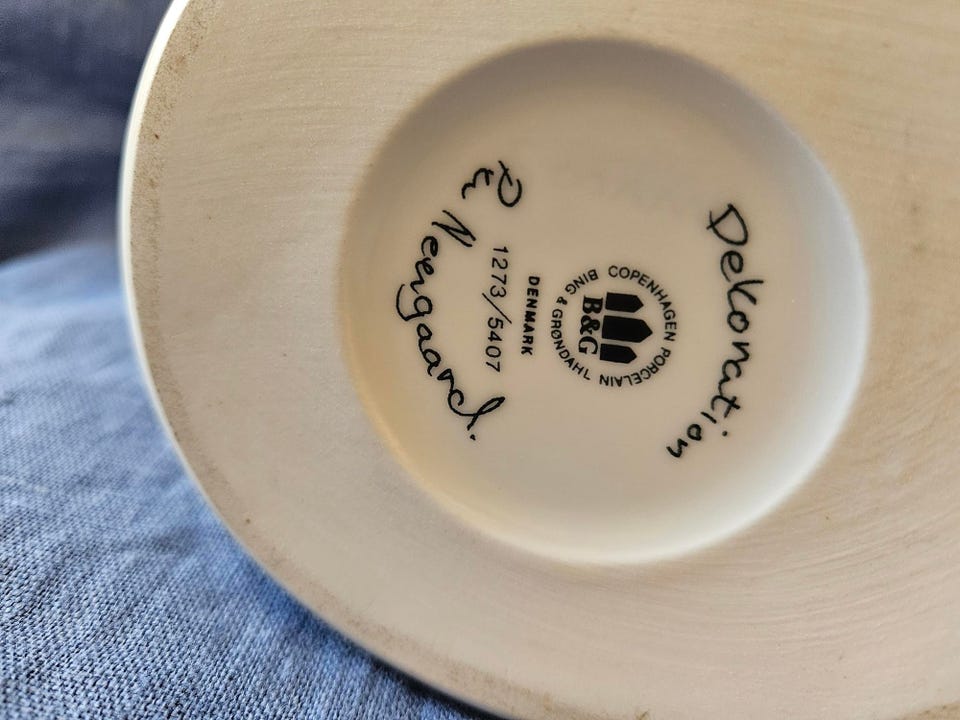 Dekoration
COPENHAGEN PORCELAIN
B&G
BING & GRØNDAHL
DENMARK
1273/5407
Neergaard.